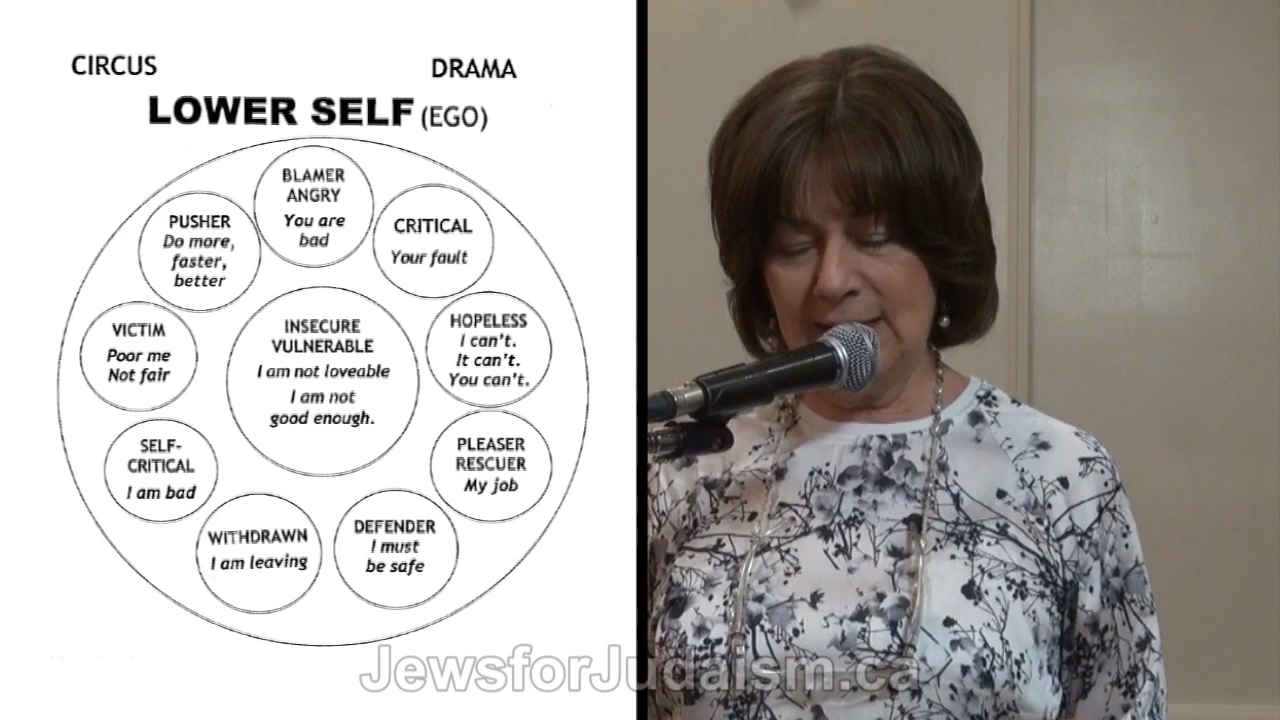 CIRCUS
DRAMA
LOWER SELF (EGO)
BLAMER
ANGRY
You are
bad
CRITICAL
Your fault
PUSHER
Do more,
faster,
better
HOPELESS
I can't.
It can't.
You can't.
VICTIM
Poor me
Not fair
INSECURE
VULNERABLE
I am not loveable
I am not
good enough.
PLEASER
RESCUER
My job
SELF-
CRITICAL
I am bad
WITHDRAWN
I am leaving
DEFENDER
I must
be safe
JewsforJudaism.ca